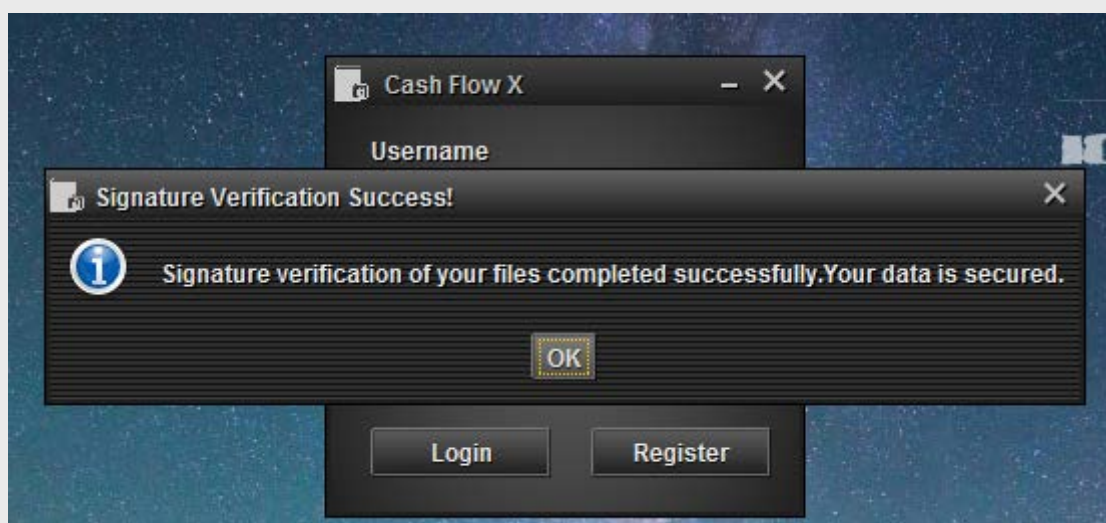 Cash Flow X
Username
Signature Verification Success!
Signature verification of your files completed successfully.Your data is secured.
OK
Login
Register